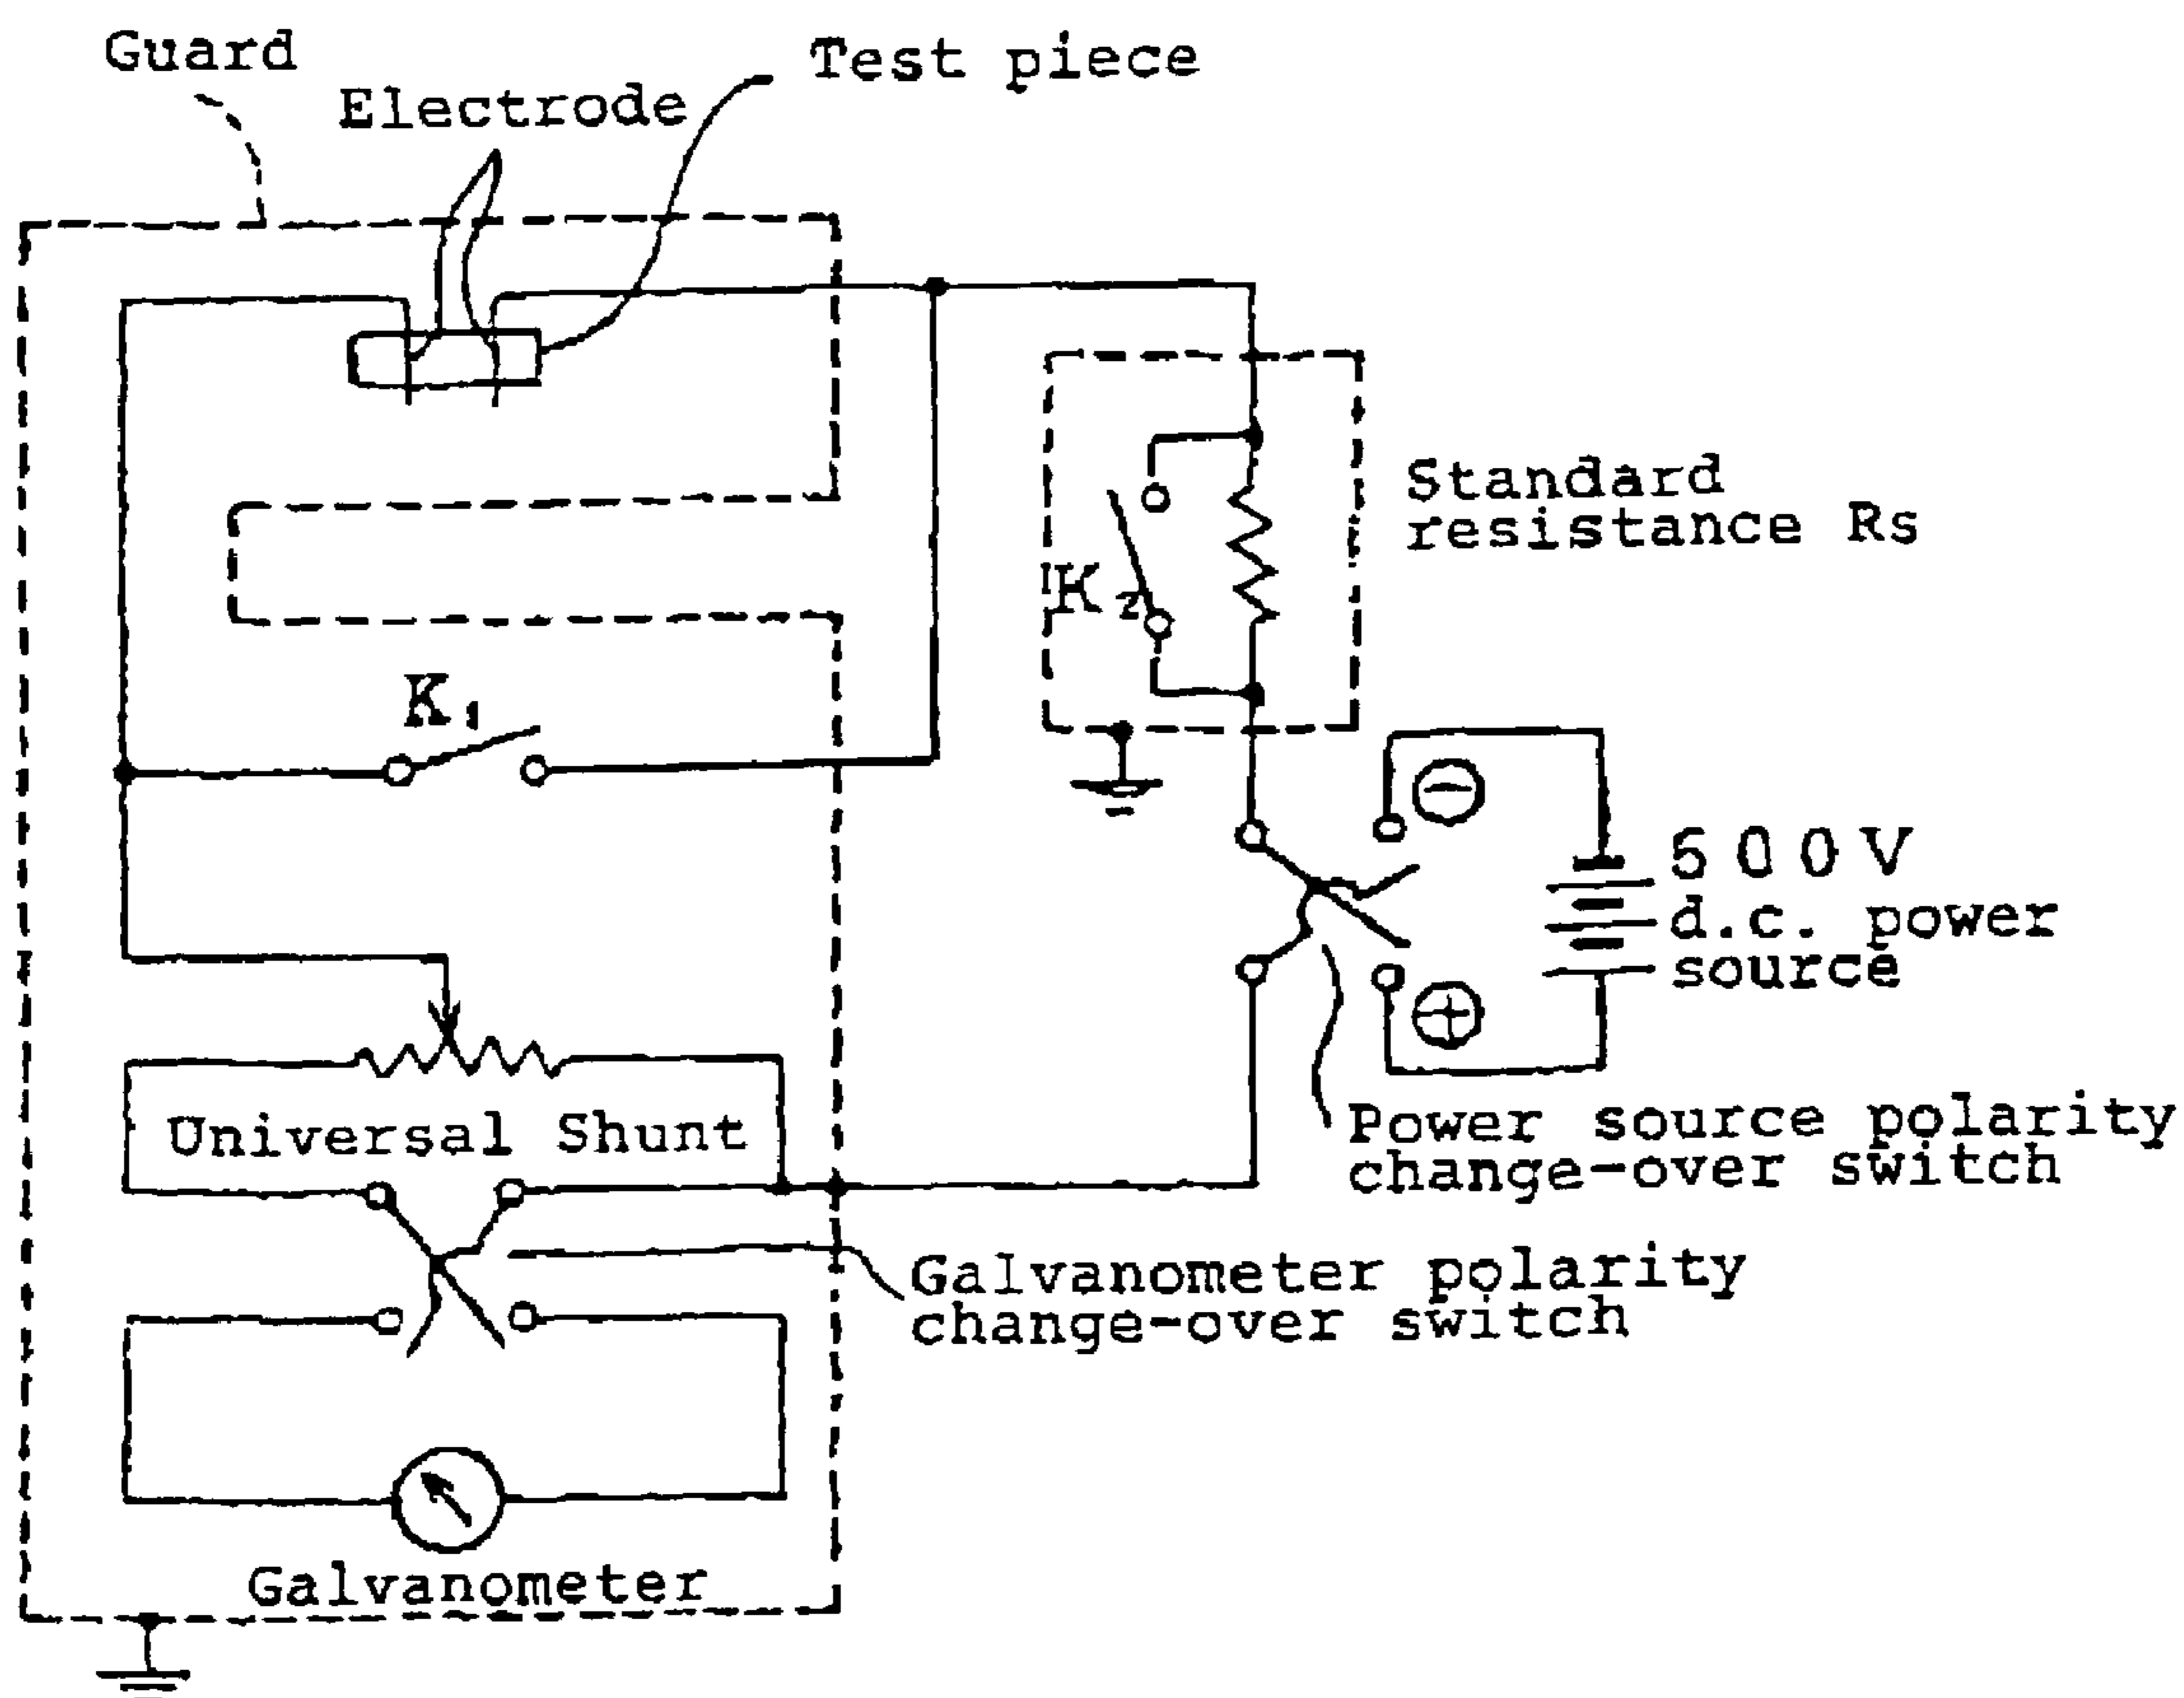 Guard
Electrode
Test piece
Standard
resistance Rs
K2
K1
⊖
500V
d.c. power
source
⊕
Power source polarity
change-over switch
Universal Shunt
Galvanometer polarity
change-over switch
Galvanometer